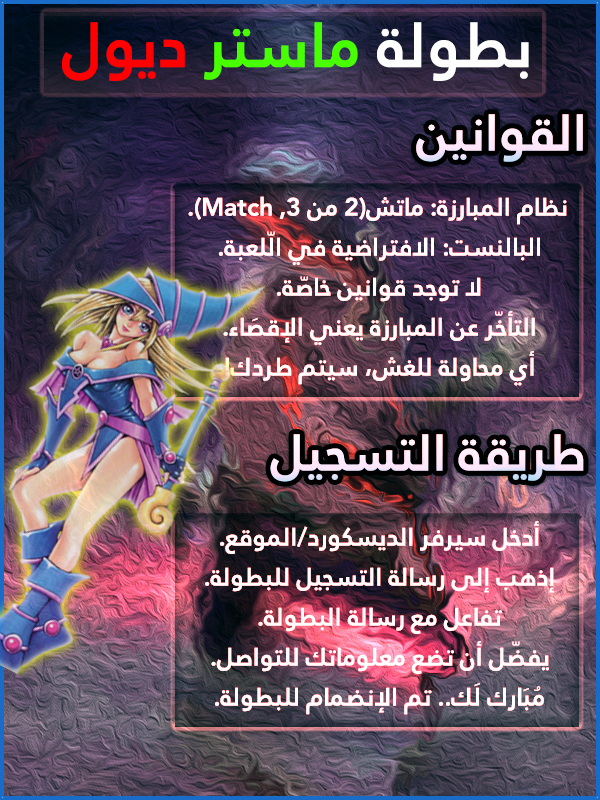 بطولة ماستر ديول
القوانين
نظام المبارزة: ماتش(2 من 3, Match).
البالنست: الافتراضية في الّلعبة.
لا توجد قوانين خاصّة.
التأخّر عن المبارزة يعني الإقصَاء.
أي محاولة للغش، سيتم طردك!
طريقة التسجيل
أدخل سيرفر الديسكورد/الموقع.
إذهب إلى رسالة التسجيل للبطولة.
تفاعل مع رسالة البطولة.
يفضّل أن تضع معلوماتك للتواصل.
مُبَارك لَك.. تم الإنضمام للبطولة.